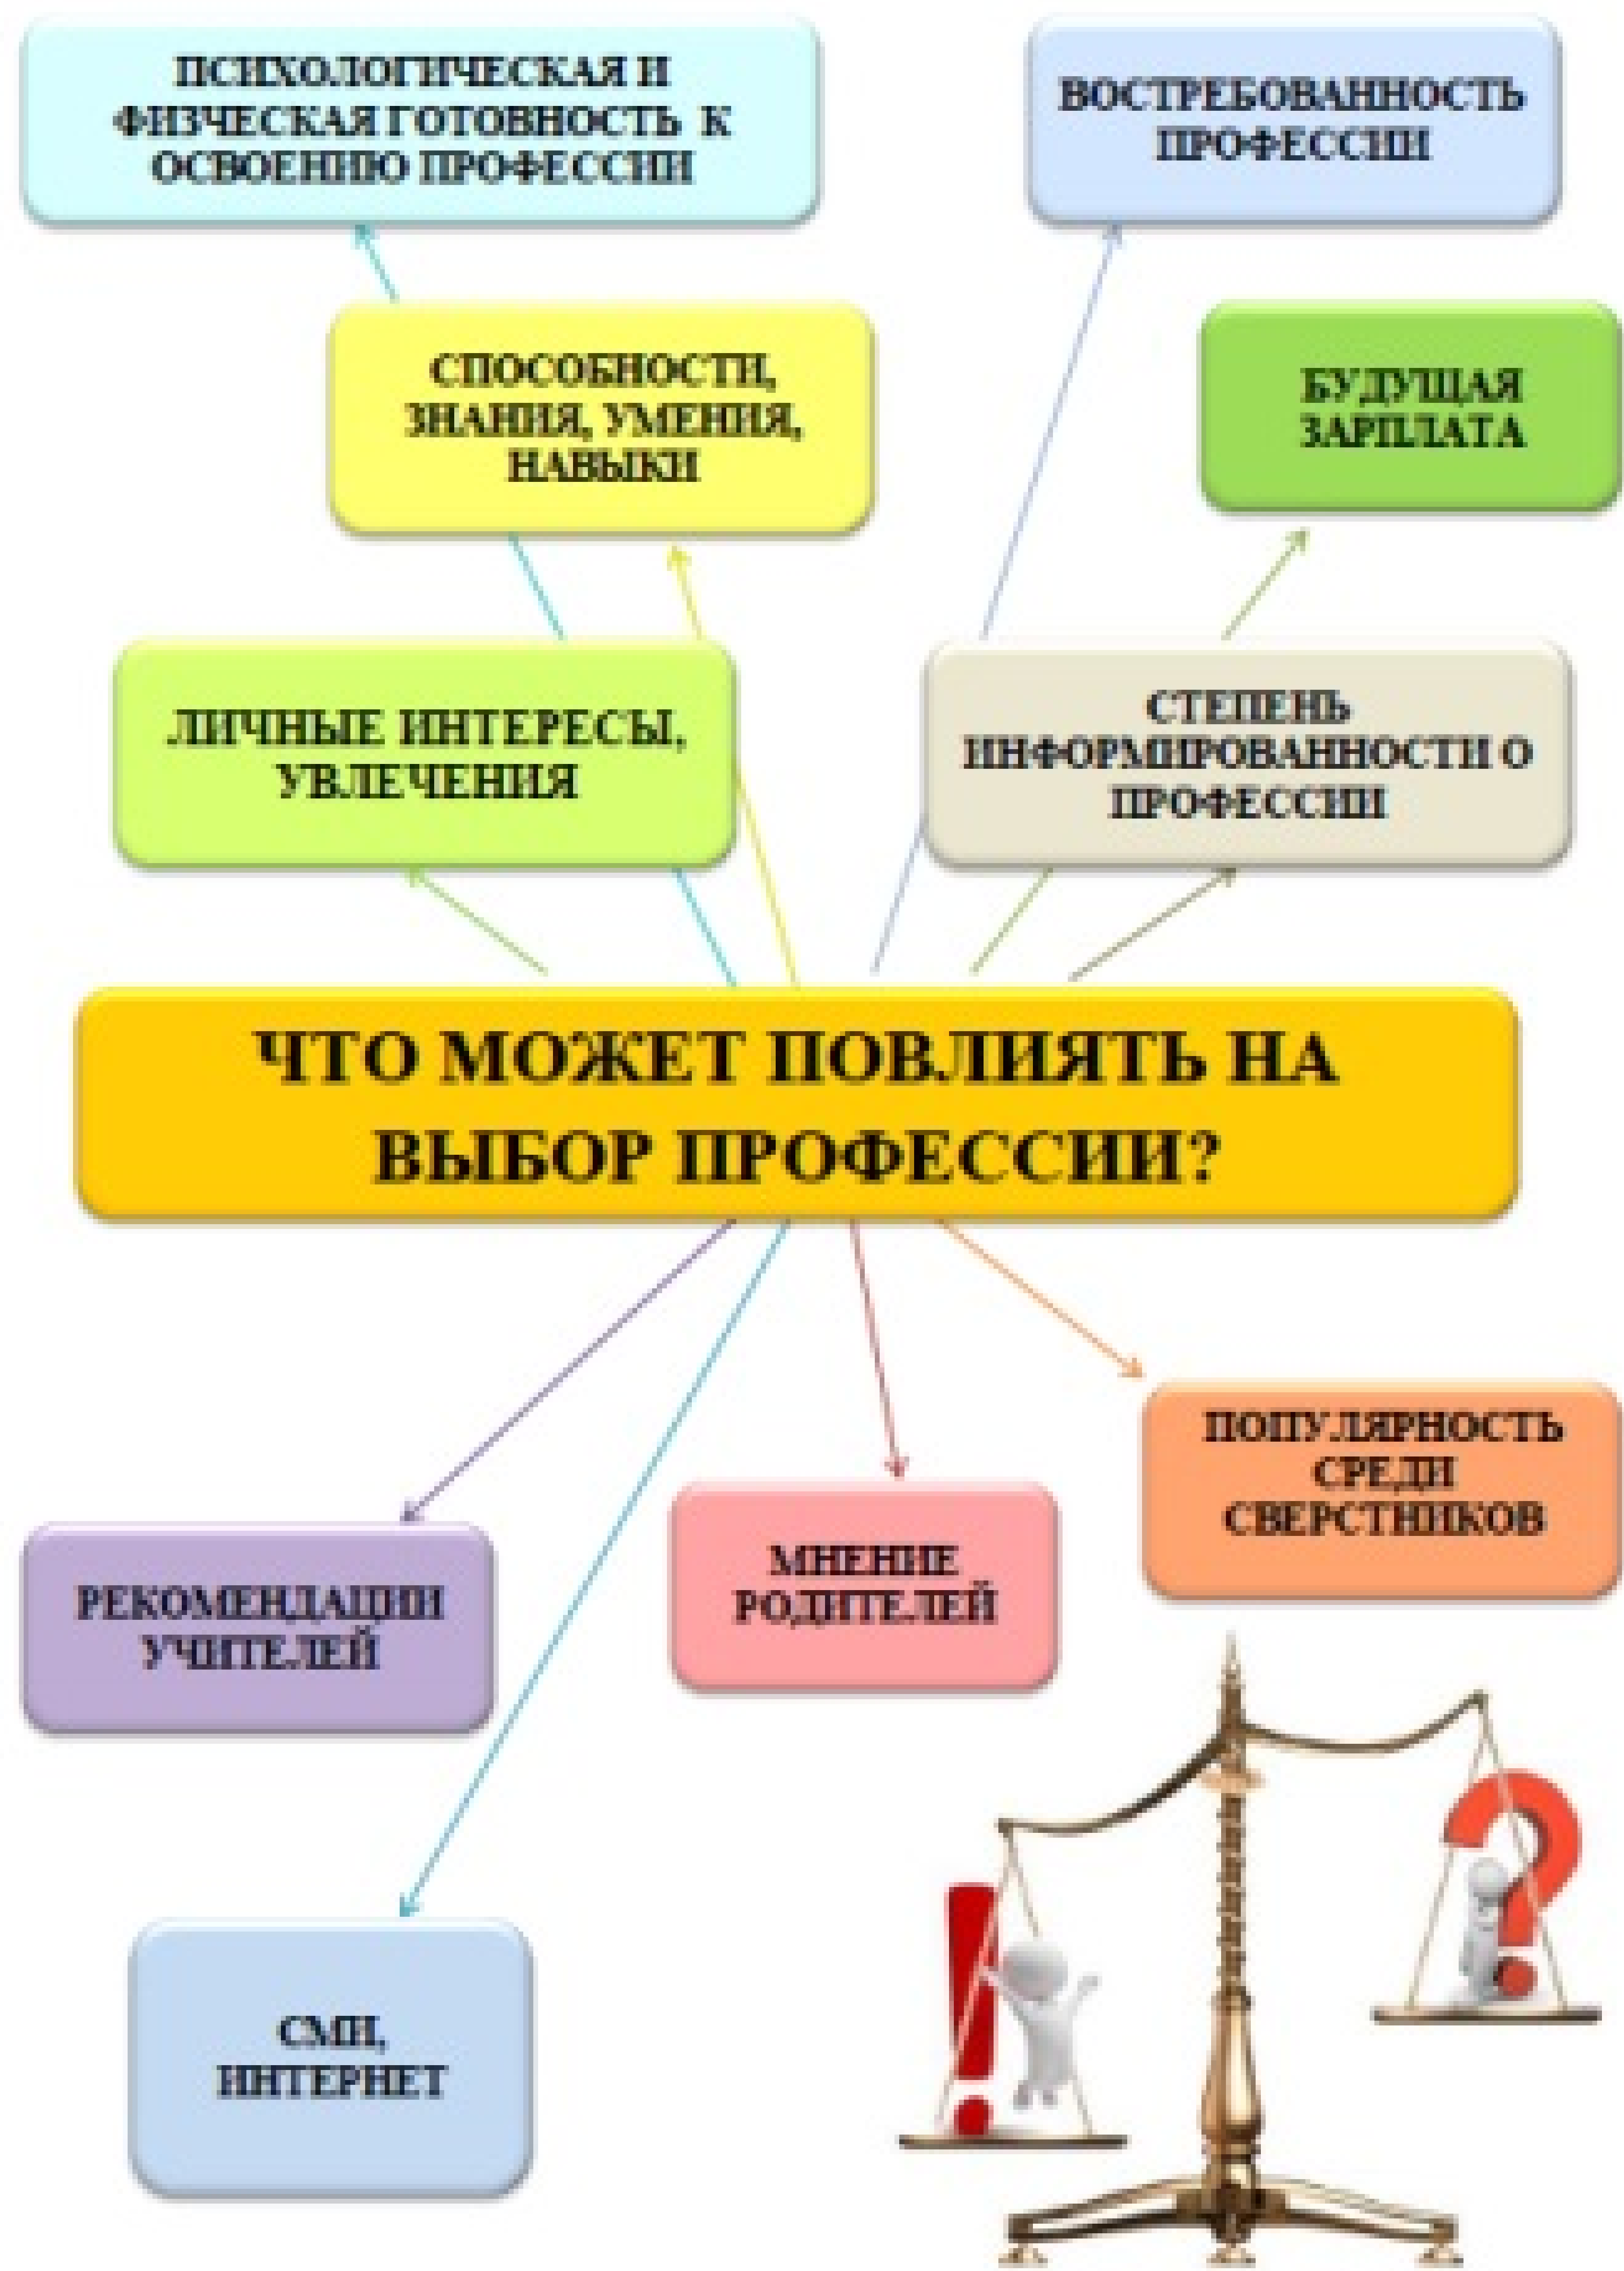 ПСИХОЛОГИЧЕСКАЯ И
ФИЗЧЕСКАЯ ГОТОВНОСТЬ К
ОСВОЕНИЮ ПРОФЕССИИ
ВОСТРЕБОВАННОСТЬ
ПРОФЕССИИ
СПОСОБНОСТИ,
ЗНАНИЯ, УМЕНИЯ,
НАВЫКИ
БУДУЩАЯ
ЗАРПЛАТА
ЛИЧНЫЕ ИНТЕРЕСЫ,
УВЛЕЧЕНИЯ
СТЕПЕНЬ
ИНФОРМИРОВАННОСТИ О
ПРОФЕССИИ
ЧТО МОЖЕТ ПОВЛИЯТЬ НА
ВЫБОР ПРОФЕССИИ?
ПОПУЛЯРНОСТЬ
СРЕДИ
СВЕРСТНИКОВ
МНЕНИЕ
РОДИТЕЛЕЙ
РЕКОМЕНДАЦИИ
УЧИТЕЛЕЙ
СМИ,
ИНТЕРНЕТ
! ?